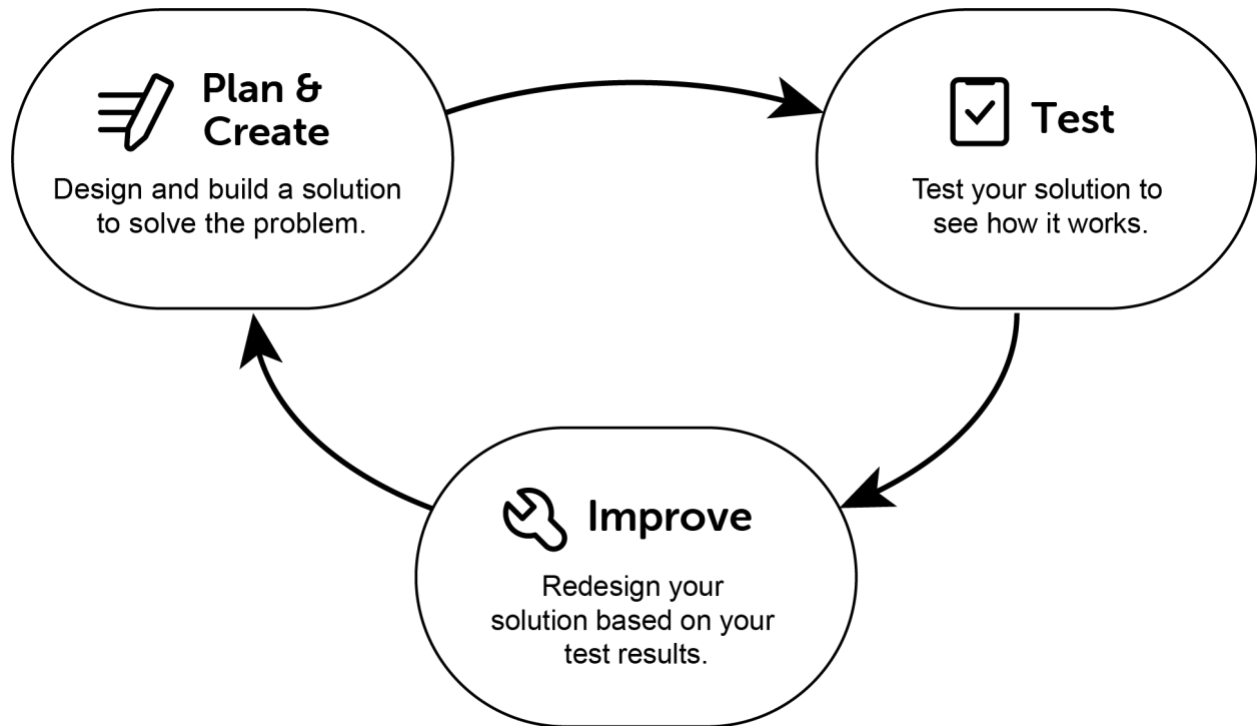 Plan &
Create
Design and build a solution
to solve the problem.
Test
Test your solution to
see how it works.
Improve
Redesign your
solution based on your
test results.